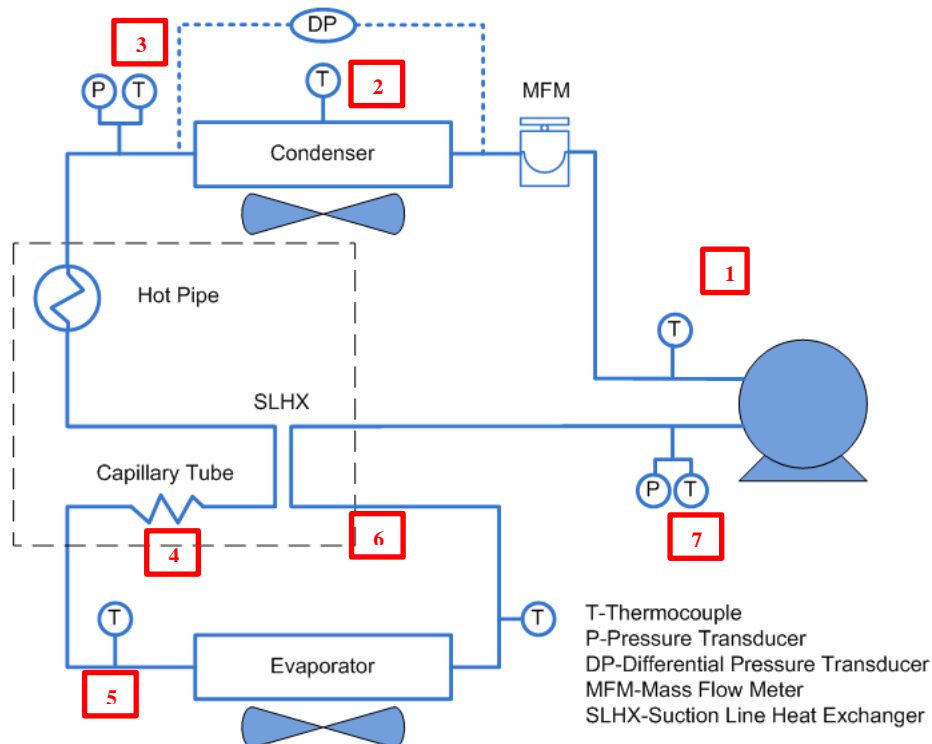 DP
3
P T
T
2
MFM
Condenser
1
Hot Pipe
T
SLHX
Capillary Tube
P T
4
6
7
T
T
T-Thermocouple
P-Pressure Transducer
DP-Differential Pressure Transducer
MFM-Mass Flow Meter
SLHX-Suction Line Heat Exchanger
Evaporator
5